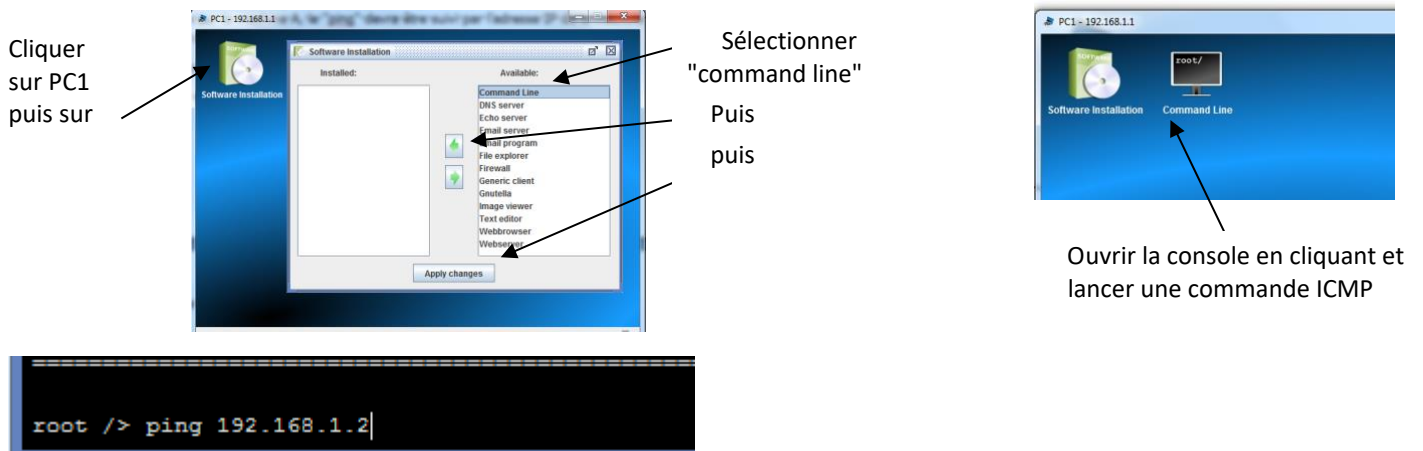 Cliquer
sur PC1
puis sur
PC1 - 192.168.1.1
Software Installation
Software Installation
Installed:
Available:
Command Line
DNS server
Echo server
Email server
Email program
File explorer
Firewall
Generic client
Gnutella
Image viewer
Text editor
Webbrowser
Webserver
Apply changes
Sélectionner
"command line"
Puis
puis
PC1 - 192.168.1.1
root/
Software Installation
Command Line
Ouvrir la console en cliquant et
lancer une commande ICMP
root /> ping 192.168.1.2